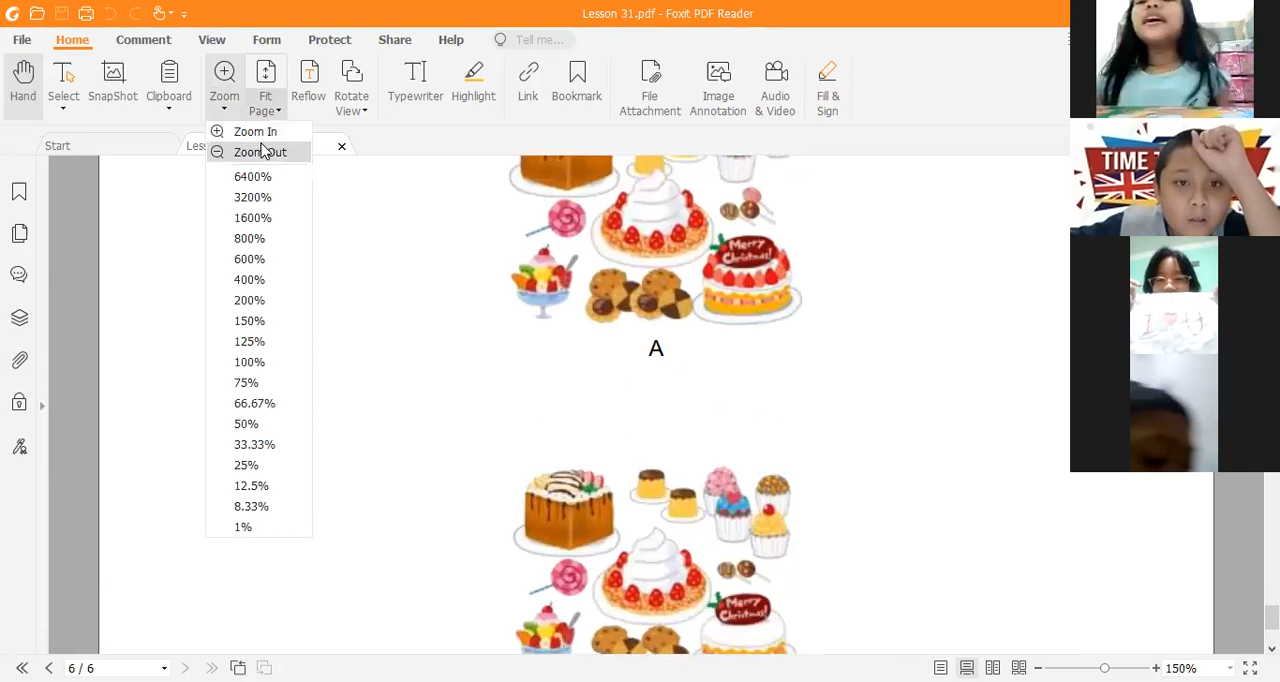 Lesson 31.pdf - Foxit PDF Reader
File Home Comment View Form Protect Share Help Tell me...
Hand Select SnapShot Clipboard Zoom Fit Page Reflow Rotate View Typewriter Highlight Link Bookmark File Attachment Image Annotation Audio & Video Fill & Sign
Start Less
Zoom In
Zoom Out
6400%
3200%
1600%
800%
600%
400%
200%
150%
125%
100%
75%
66.67%
50%
33.33%
25%
12.5%
8.33%
1%
Merry Christmas!
A
Merry Christmas!
TIME
I U
6 / 6
150%